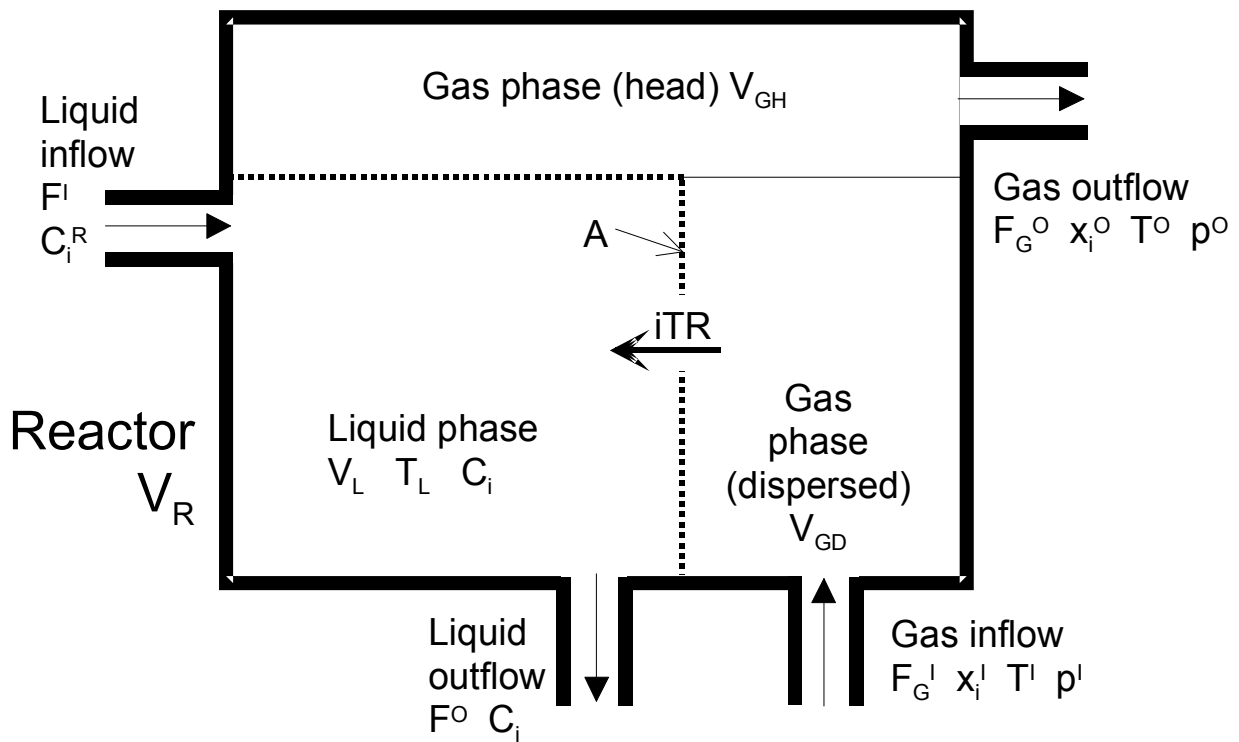 Gas phase (head) V_GH
Liquid
inflow
F^I
C_i^R
Gas outflow
F_G^O x_i^O T^O p^O
A
iTR
Reactor
V_R
Liquid phase
V_L T_L C_i
Gas
phase
(dispersed)
V_GD
Liquid
outflow
F^O C_i
Gas inflow
F_G^I x_i^I T^I p^I